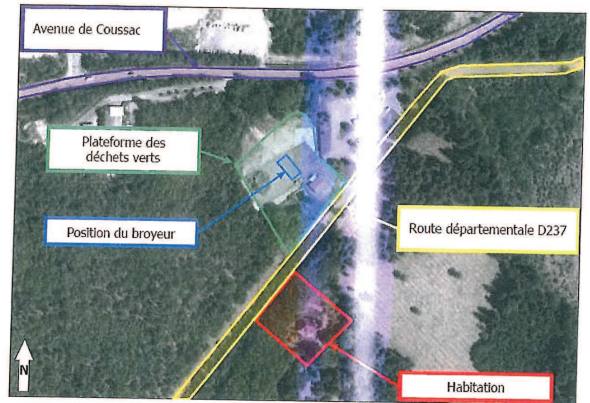 Avenue de Coussac
Plateforme des
déchets verts
Position du broyeur
Route départementale D237
Habitation
N